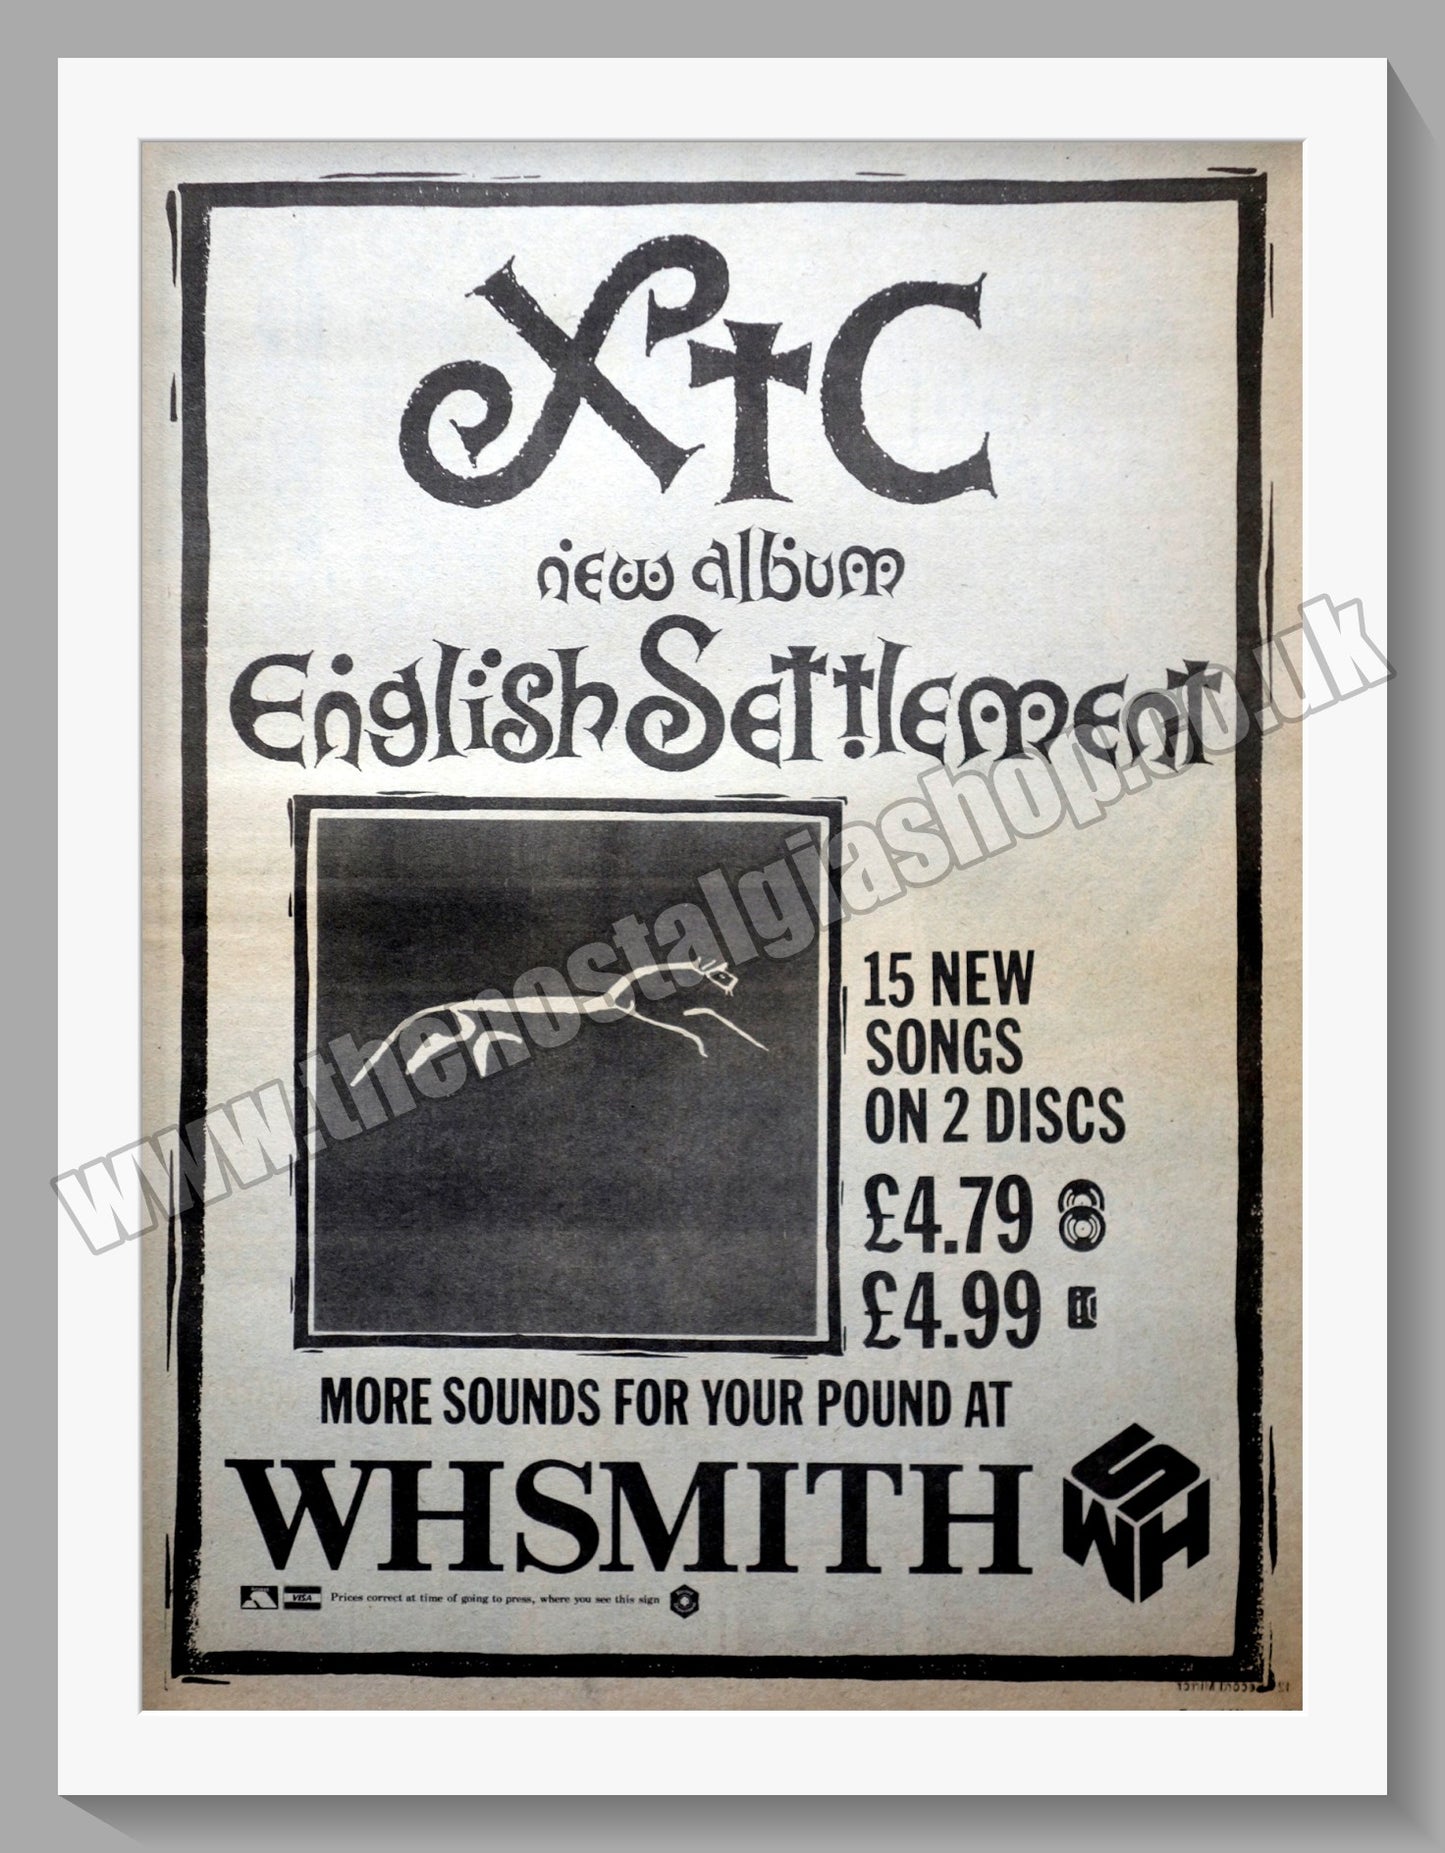 XTC
new album
English Settlement
15 NEW
SONGS
ON 2 DISCS
£4.79
£4.99
MORE SOUNDS FOR YOUR POUND AT
WHSMITH
WHS
VISA Prices correct at time of going to press, where you see this sign
www.thenostalgiashop.co.uk